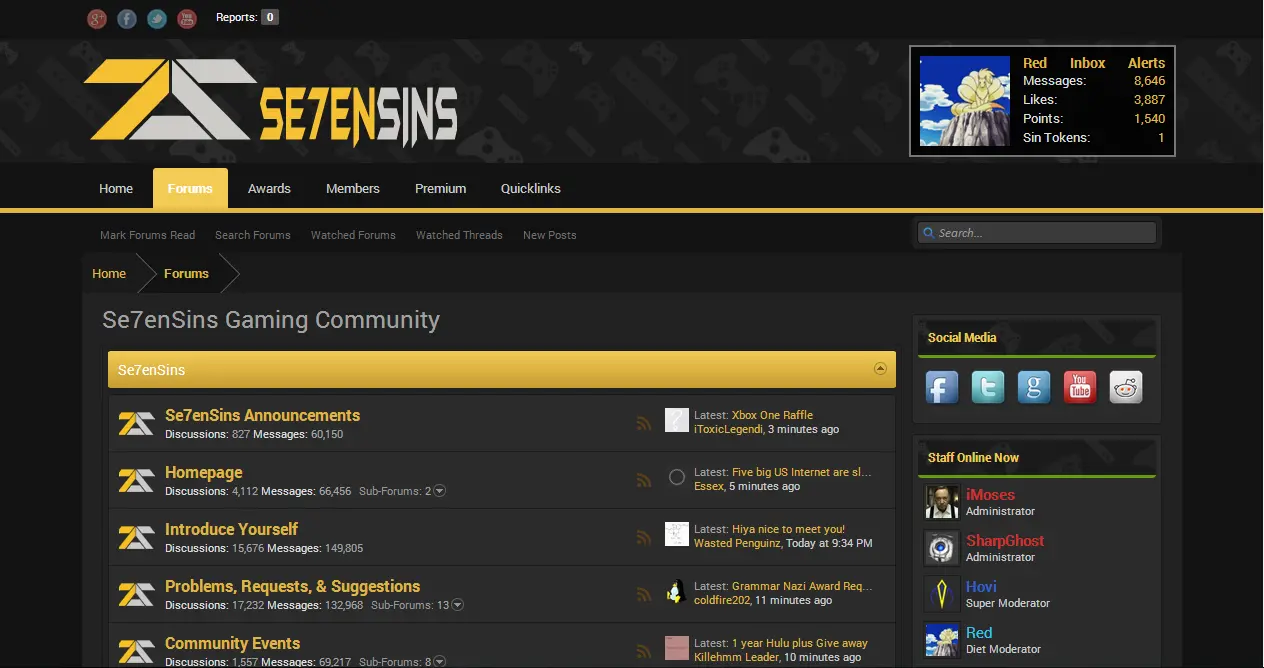 Reports: 0
SE7ENSINS
Red Inbox Alerts
Messages: 8,646
Likes: 3,887
Points: 1,540
Sin Tokens: 1
Home Forums Awards Members Premium Quicklinks
Mark Forums Read Search Forums Watched Forums Watched Threads New Posts
Search...
Home Forums
Se7enSins Gaming Community
Se7enSins
Se7enSins Announcements
Discussions: 827 Messages: 60,150
Latest: Xbox One Raffle
iToxicLegendi, 3 minutes ago
Homepage
Discussions: 4,112 Messages: 66,456 Sub-Forums: 2
Latest: Five big US Internet are sl...
Essex, 5 minutes ago
Introduce Yourself
Discussions: 15,676 Messages: 149,805
Latest: Hiya nice to meet you!
Wasted Penguinz, Today at 9:34 PM
Problems, Requests, & Suggestions
Discussions: 17,232 Messages: 132,968 Sub-Forums: 13
Latest: Grammar Nazi Award Req...
coldfire202, 11 minutes ago
Community Events
Discussions: 1,557 Messages: 69,217 Sub-Forums: 8
Latest: 1 year Hulu plus Give away
Killehmm Leader, 10 minutes ago
Social Media
You
Tube
Staff Online Now
iMoses
Administrator
SharpGhost
Administrator
Hovi
Super Moderator
Red
Diet Moderator